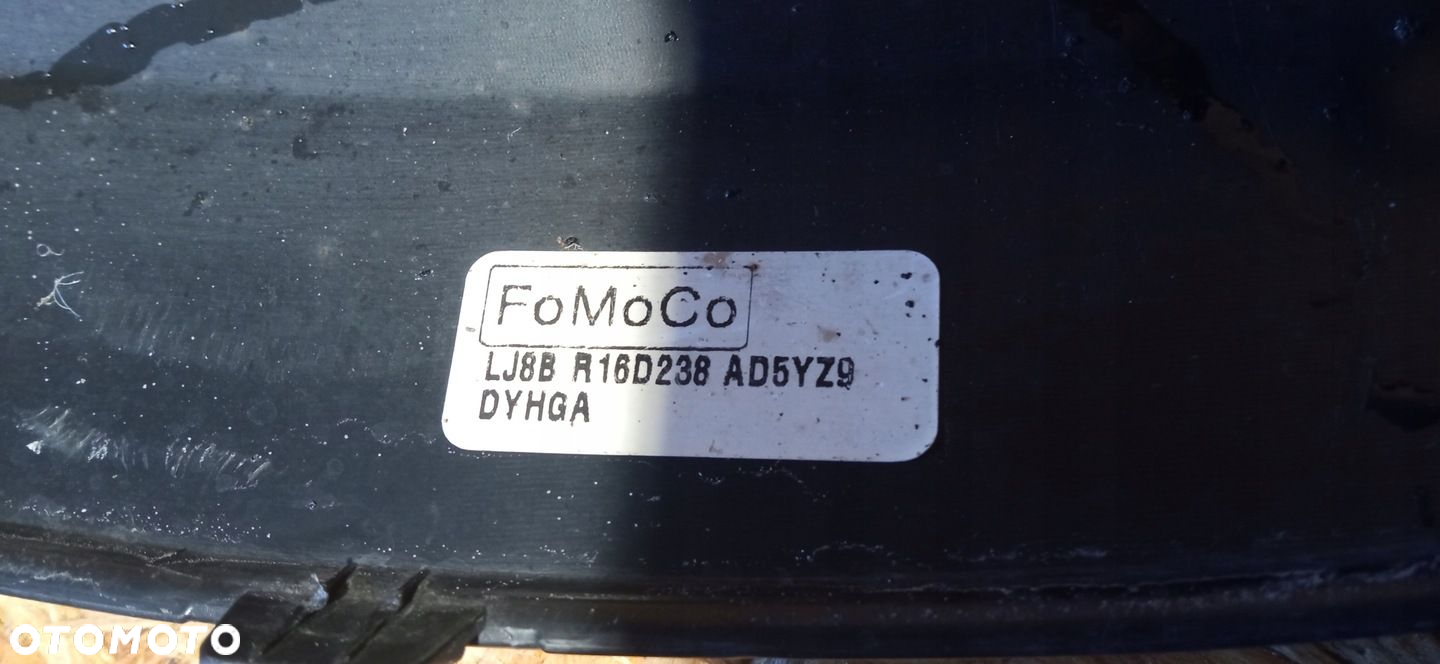 FoMoCo
LJ8B R16D238 AD5YZ9
DYHGA
OTOMOTO